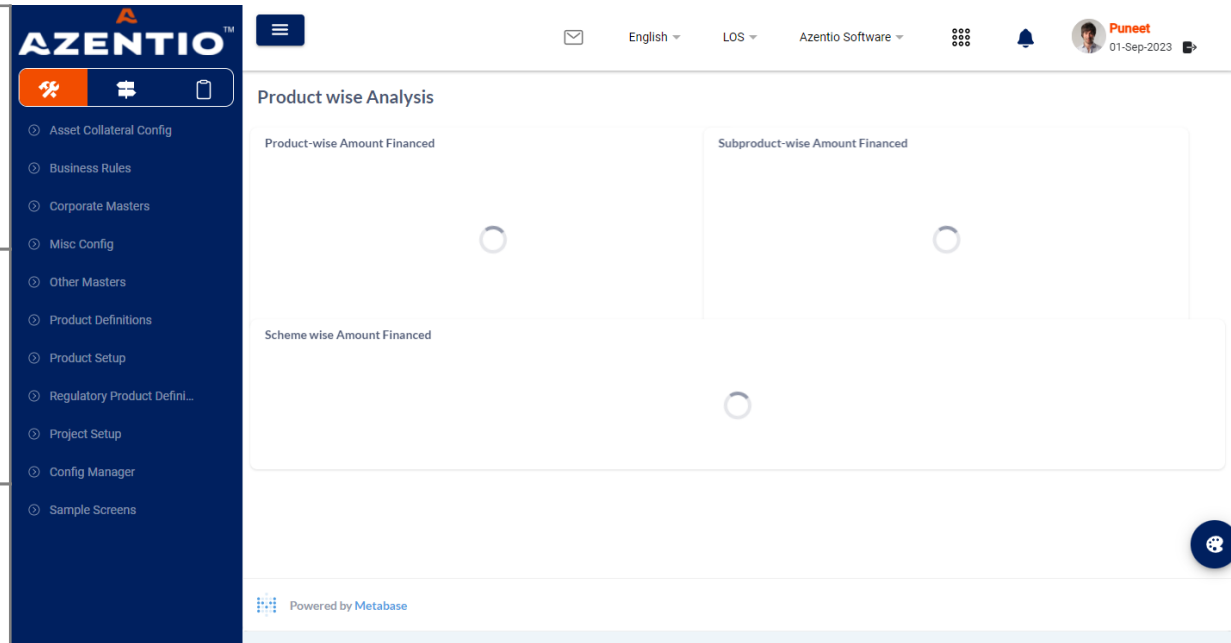 AZENTIO™
English
LOS
Azentio Software
Puneet
01-Sep-2023
Product wise Analysis
Asset Collateral Config
Business Rules
Corporate Masters
Misc Config
Other Masters
Product Definitions
Product Setup
Regulatory Product Defini...
Project Setup
Config Manager
Sample Screens
Product-wise Amount Financed
Subproduct-wise Amount Financed
Scheme wise Amount Financed
Powered by Metabase